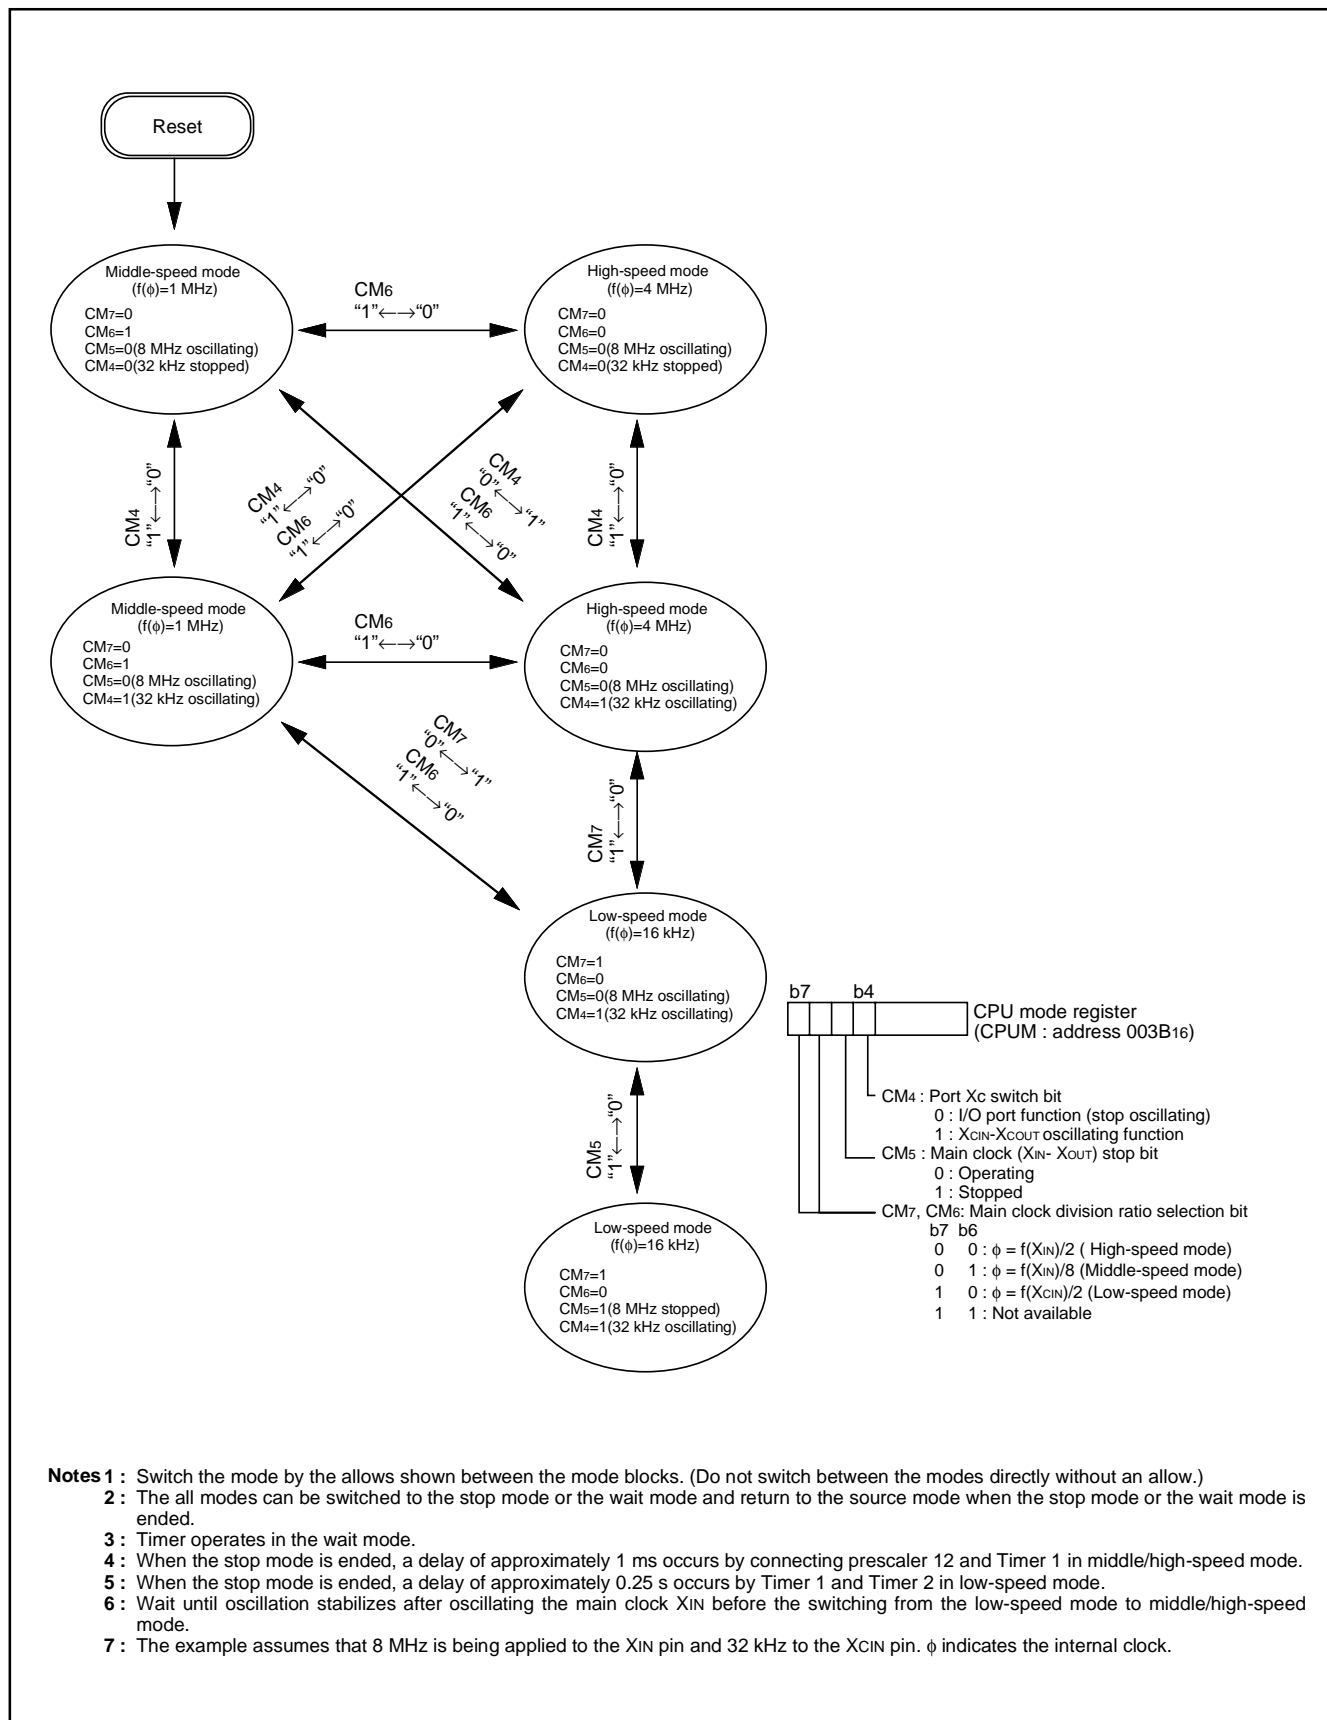 Reset
Middle-speed mode
(f(ϕ)=1 MHz)
CM7=0
CM6=1
CM5=0(8 MHz oscillating)
CM4=0(32 kHz stopped)
CM6
“1”←→“0”
High-speed mode
(f(ϕ)=4 MHz)
CM7=0
CM6=0
CM5=0(8 MHz oscillating)
CM4=0(32 kHz stopped)
CM4
“1”←→“0”
CM4
“1”←→“0”
CM6
“1”←→“0”
CM4
“0”←→“1”
CM6
“1”←→“0”
CM4
“1”←→“0”
Middle-speed mode
(f(ϕ)=1 MHz)
CM7=0
CM6=1
CM5=0(8 MHz oscillating)
CM4=1(32 kHz oscillating)
CM6
“1”←→“0”
High-speed mode
(f(ϕ)=4 MHz)
CM7=0
CM6=0
CM5=0(8 MHz oscillating)
CM4=1(32 kHz oscillating)
CM7
“0”←→“1”
CM6
“1”←→“0”
CM7
“1”←→“0”
Low-speed mode
(f(ϕ)=16 kHz)
CM7=1
CM6=0
CM5=0(8 MHz oscillating)
CM4=1(32 kHz oscillating)
CM5
“1”←→“0”
Low-speed mode
(f(ϕ)=16 kHz)
CM7=1
CM6=0
CM5=1(8 MHz stopped)
CM4=1(32 kHz oscillating)
b7 b4
CPU mode register
(CPUM : address 003B16)
CM4 : Port Xc switch bit
0 : I/O port function (stop oscillating)
1 : XCIN-XCOUT oscillating function
CM5 : Main clock (XIN- XOUT) stop bit
0 : Operating
1 : Stopped
CM7, CM6: Main clock division ratio selection bit
b7 b6
0 0 : ϕ = f(XIN)/2 ( High-speed mode)
0 1 : ϕ = f(XIN)/8 (Middle-speed mode)
1 0 : ϕ = f(XCIN)/2 (Low-speed mode)
1 1 : Not available
Notes 1 : Switch the mode by the allows shown between the mode blocks. (Do not switch between the modes directly without an allow.)
2 : The all modes can be switched to the stop mode or the wait mode and return to the source mode when the stop mode or the wait mode is
ended.
3 : Timer operates in the wait mode.
4 : When the stop mode is ended, a delay of approximately 1 ms occurs by connecting prescaler 12 and Timer 1 in middle/high-speed mode.
5 : When the stop mode is ended, a delay of approximately 0.25 s occurs by Timer 1 and Timer 2 in low-speed mode.
6 : Wait until oscillation stabilizes after oscillating the main clock XIN before the switching from the low-speed mode to middle/high-speed
mode.
7 : The example assumes that 8 MHz is being applied to the XIN pin and 32 kHz to the XCIN pin. ϕ indicates the internal clock.